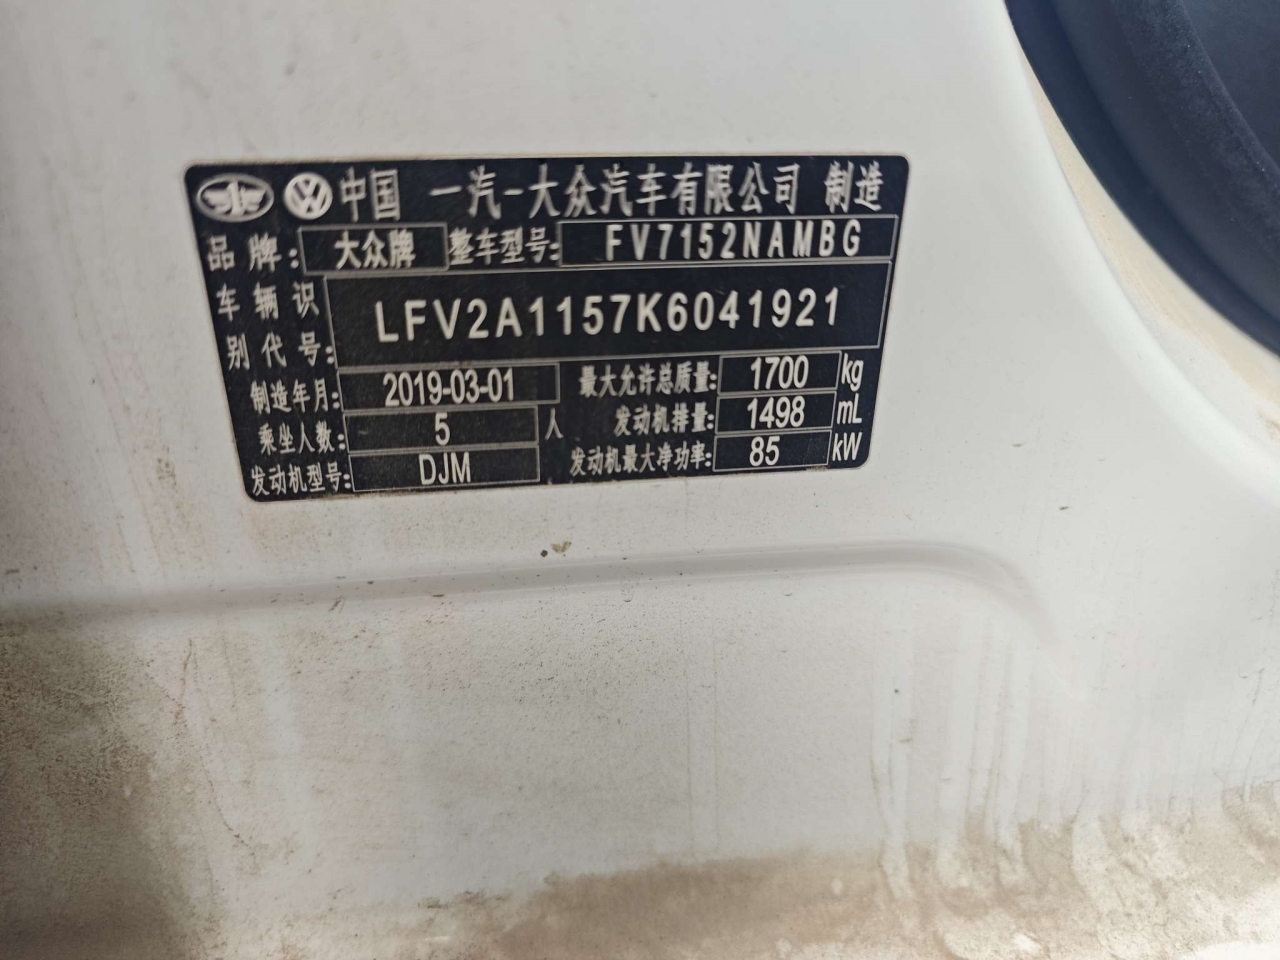 中国 一汽-大众汽车有限公司 制造
品牌: 大众牌 整车型号: FV7152NAMBG
车辆识别代号: LFV2A1157K6041921
制造年月: 2019-03-01 最大允许总质量: 1700 kg
乘坐人数: 5 人 发动机排量: 1498 mL
发动机型号: DJM 发动机最大净功率: 85 kW